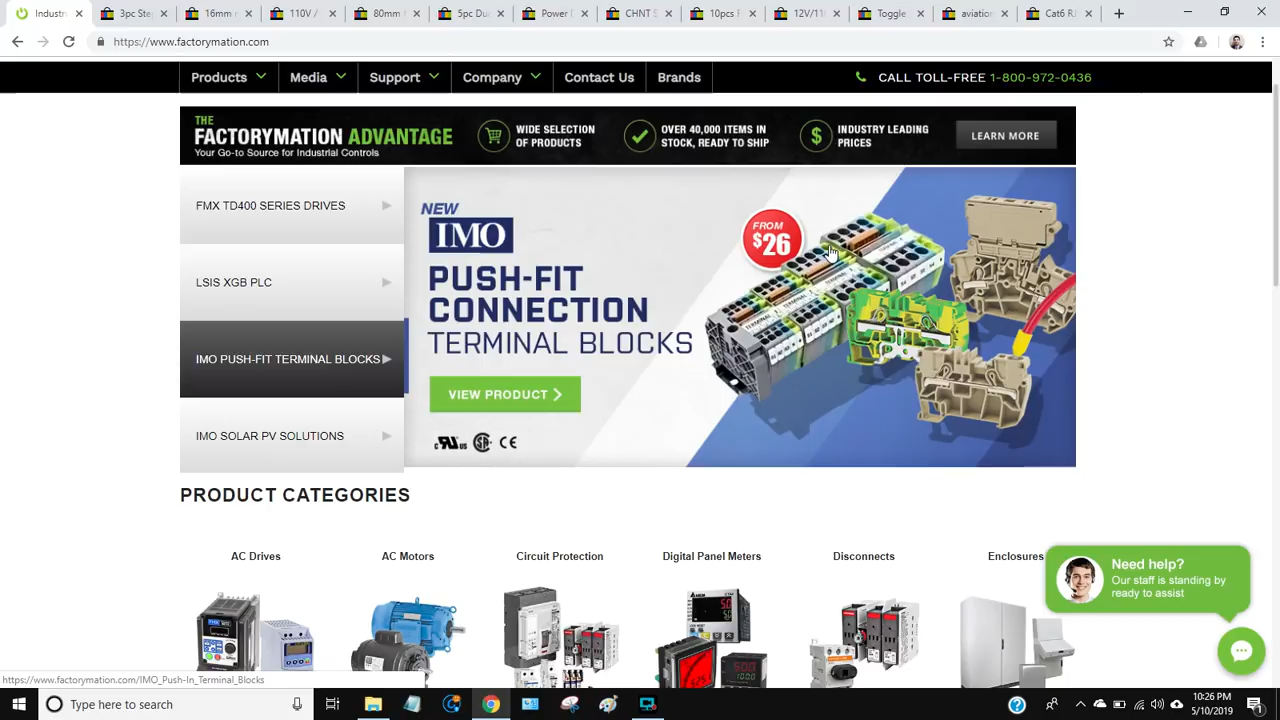 Industri
3pc Step
16mm
110V /
80mm
5pc Du
Power D
CHNT S
10pcs F
12V/11
Toggle
aviation
Cat6 RJ
https://www.factorymation.com
Products
Media
Support
Company
Contact Us
Brands
CALL TOLL-FREE 1-800-972-0436
THE
FACTORYMATION ADVANTAGE
Your Go-to Source for Industrial Controls
WIDE SELECTION
OF PRODUCTS
OVER 40,000 ITEMS IN
STOCK, READY TO SHIP
$
INDUSTRY LEADING
PRICES
LEARN MORE
FMX TD400 SERIES DRIVES
LSIS XGB PLC
IMO PUSH-FIT TERMINAL BLOCKS
IMO SOLAR PV SOLUTIONS
NEW
IMO
PUSH-FIT
CONNECTION
TERMINAL BLOCKS
FROM
$26
VIEW PRODUCT
PRODUCT CATEGORIES
AC Drives
AC Motors
Circuit Protection
Digital Panel Meters
Disconnects
Enclosures
Need help?
Our staff is standing by
ready to assist
https://www.factorymation.com/IMO_Push-In_Terminal_Blocks
Type here to search
10:26 PM
5/10/2019